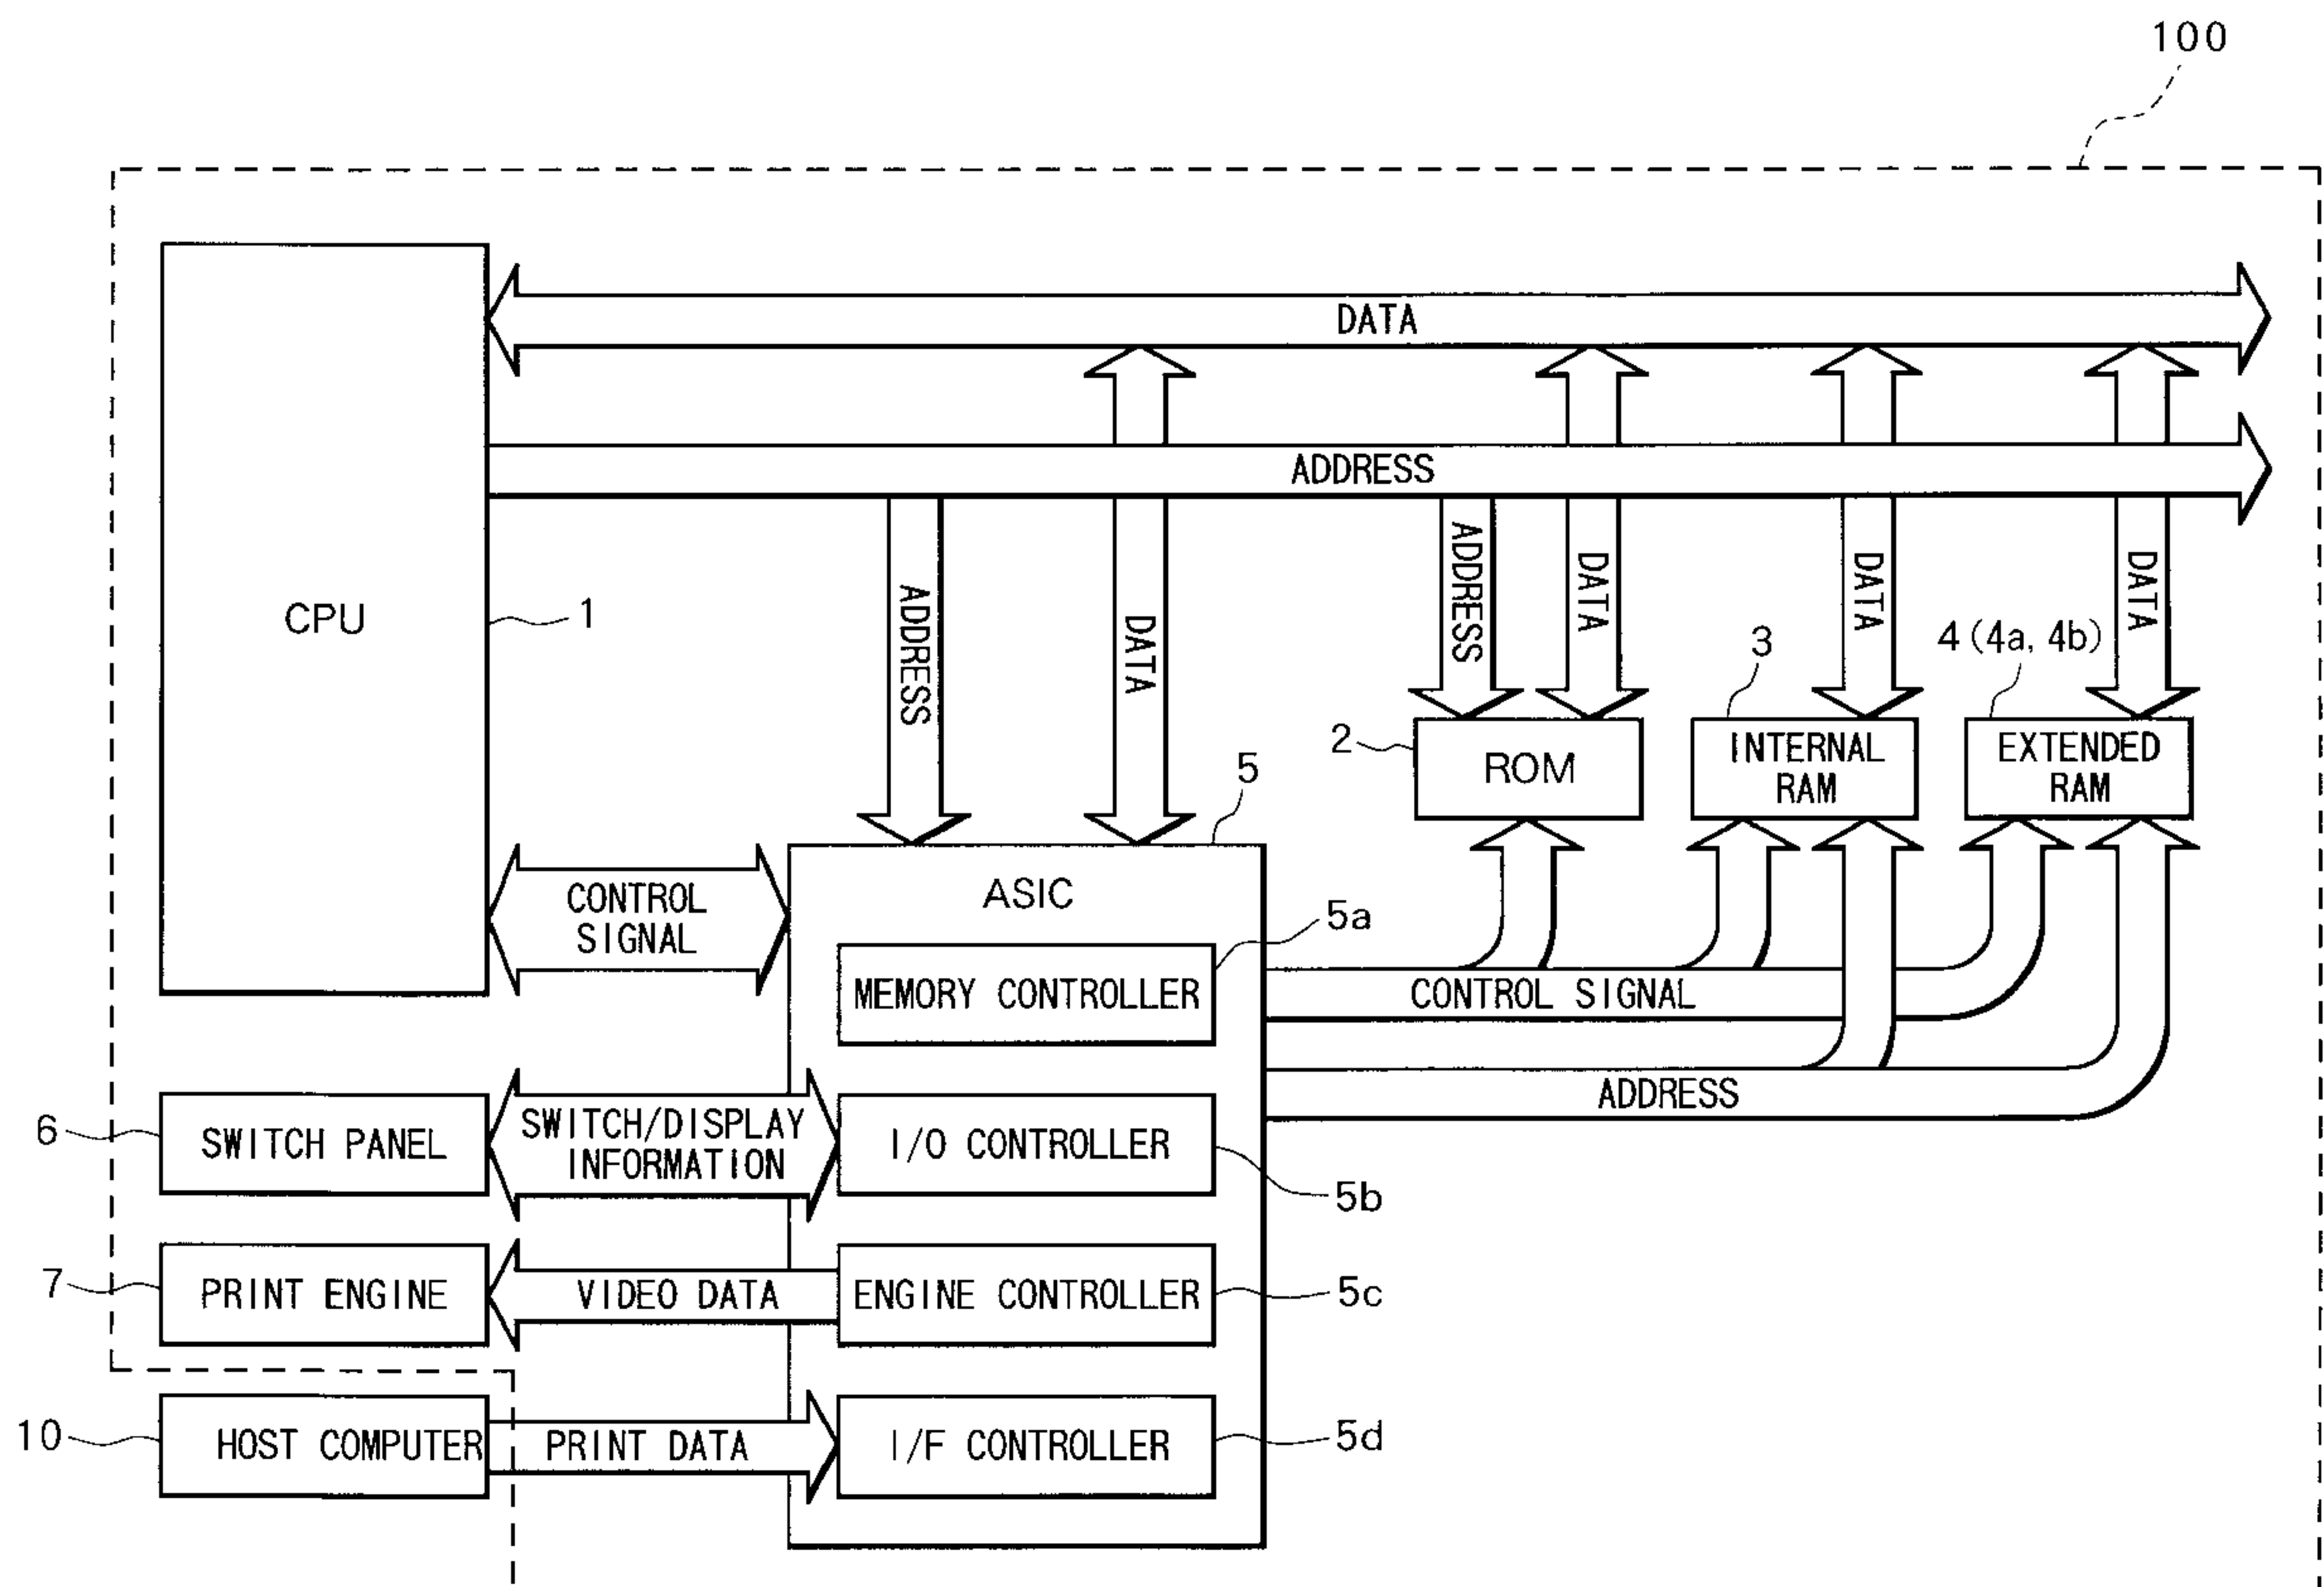 100
DATA
ADDRESS
CPU
1
ADDRESS
DATA
ADDRESS
DATA
DATA
DATA
2
3
4 (4a, 4b)
ROM
INTERNAL
RAM
EXTENDED
RAM
5
CONTROL
SIGNAL
ASIC
5a
MEMORY CONTROLLER
CONTROL SIGNAL
ADDRESS
6
SWITCH PANEL
SWITCH/DISPLAY
INFORMATION
I/O CONTROLLER
5b
7
PRINT ENGINE
VIDEO DATA
ENGINE CONTROLLER
5c
10
HOST COMPUTER
PRINT DATA
I/F CONTROLLER
5d